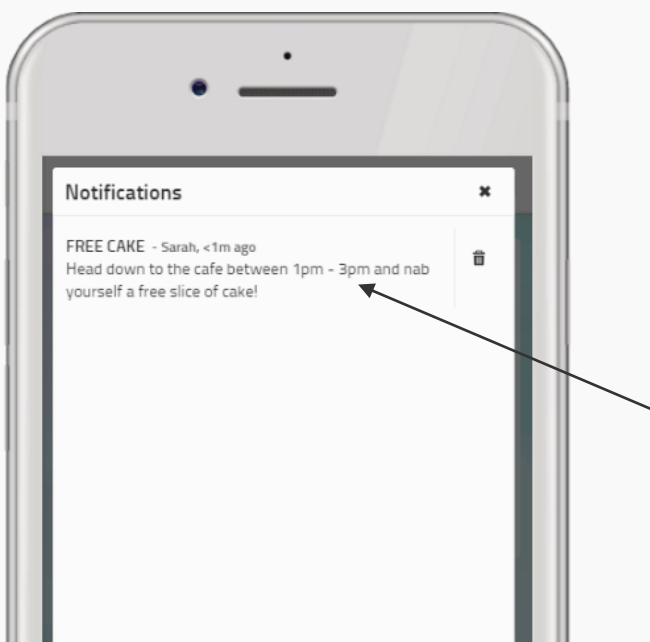 Notifications
FREE CAKE - Sarah, <1m ago
Head down to the cafe between 1pm - 3pm and nab
yourself a free slice of cake!